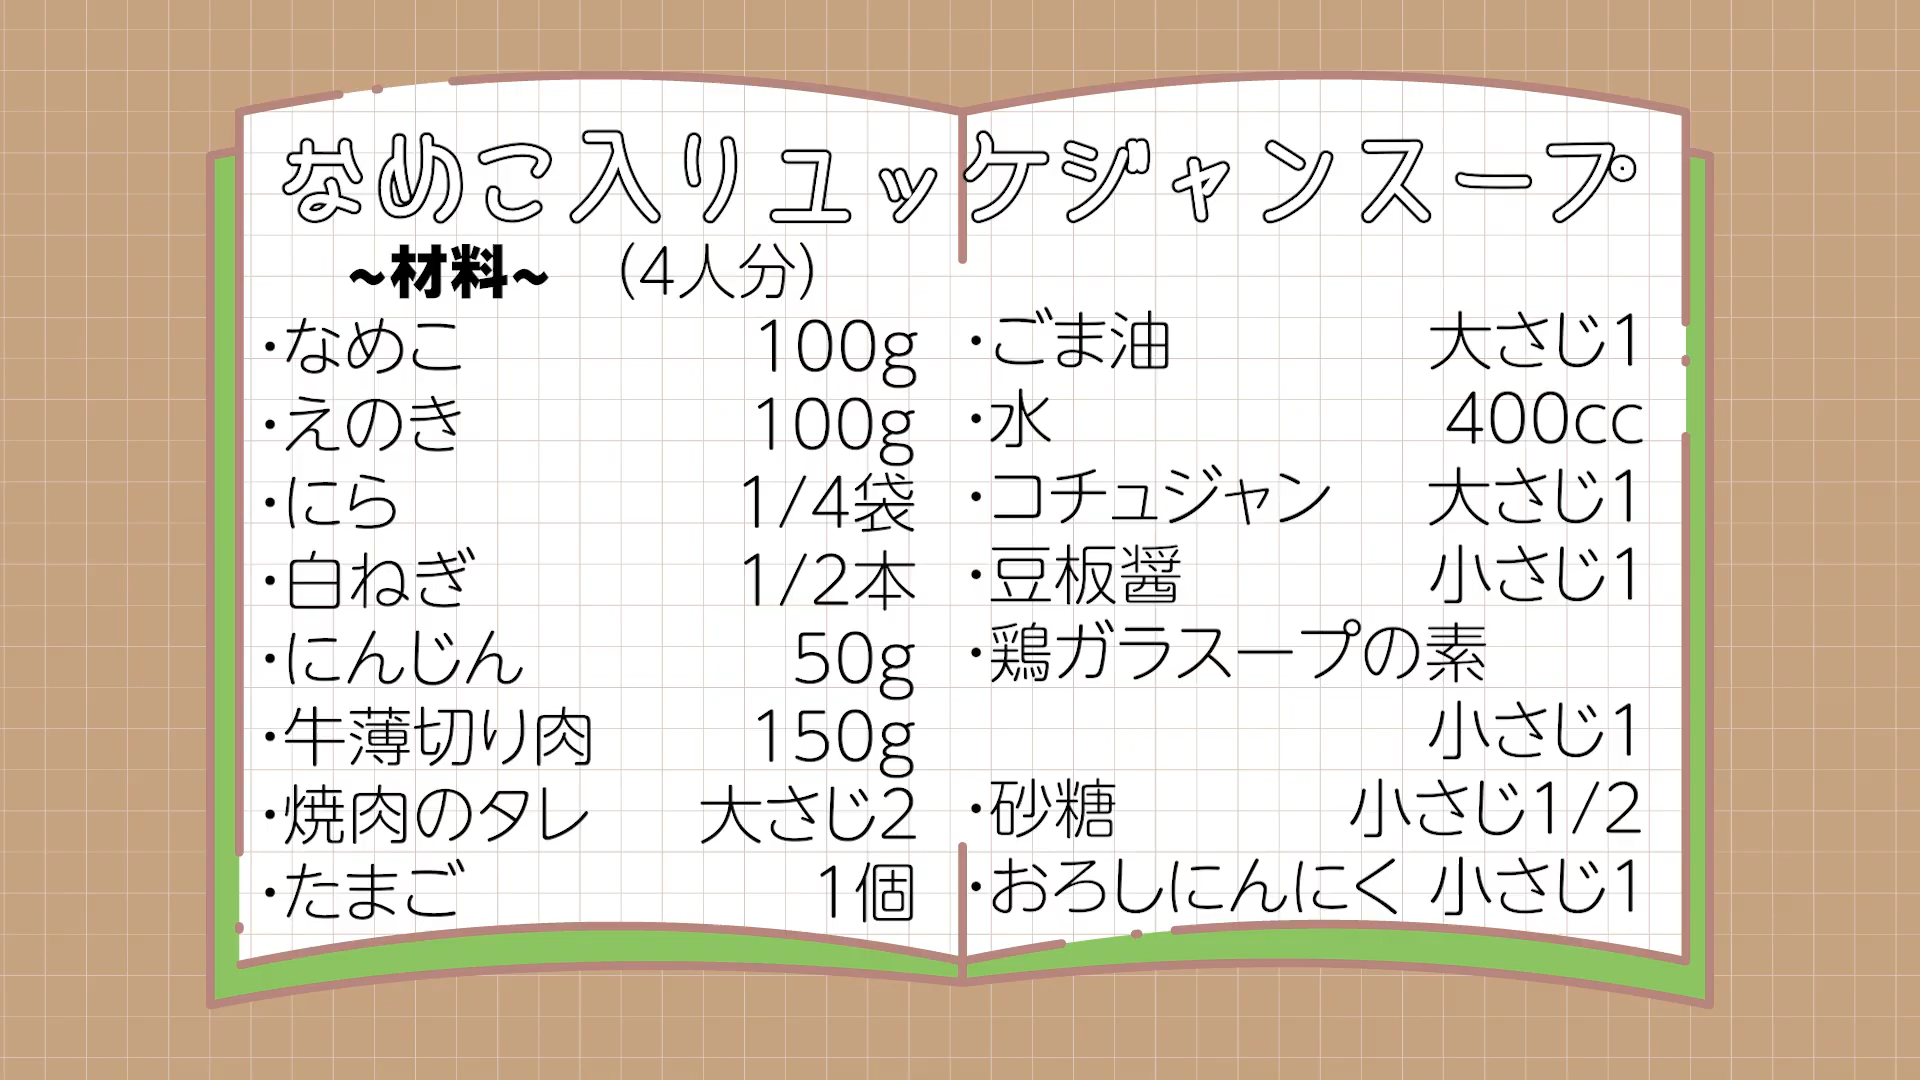 なめこ入りユッケジャンスープ
~材料~ (4人分)
・なめこ 100g
・えのき 100g
・にら 1/4袋
・白ねぎ 1/2本
・にんじん 50g
・牛薄切り肉 150g
・焼肉のタレ 大さじ2
・たまご 1個
・ごま油 大さじ1
・水 400cc
・コチュジャン 大さじ1
・豆板醤 小さじ1
・鶏ガラスープの素
小さじ1
・砂糖 小さじ1/2
・おろしにんにく 小さじ1